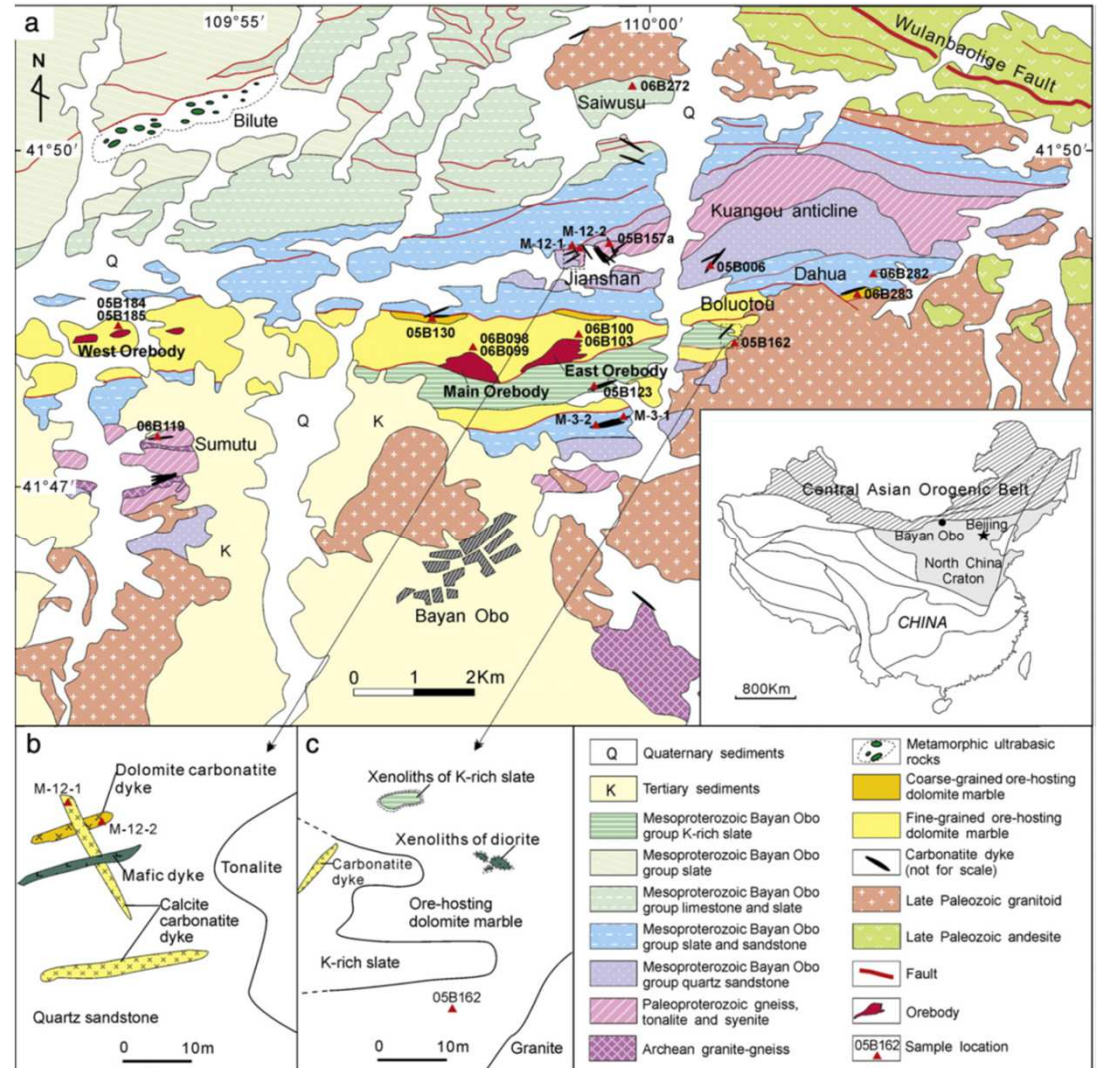 a
109°55′
110°00′
N
Wulanbaolige Fault
06B272
Saiwusu
Q
Bilute
41°50′
41°50′
Kuangou anticline
M-12-2
M-12-1
05B157a
Jianshan
Q
05B006
Dahua
06B282
06B283
05B184
05B185
Boluotou
05B130
06B098
06B099
06B100
06B103
05B162
West Orebody
East Orebody
Main Orebody
05B123
M-3-2
M-3-1
06B119
Sumutu
Q
K
41°47′
K
Bayan Obo
0 1 2Km
Central Asian Orogenic Belt
Beijing
Bayan Obo
North China
Craton
CHINA
800Km
b
Dolomite carbonatite
dyke
M-12-1
M-12-2
Mafic dyke
Tonalite
Calcite
carbonatite
dyke
Quartz sandstone
0 10m
c
Xenoliths of K-rich slate
Xenoliths of diorite
Carbonatite
dyke
Ore-hosting
dolomite marble
K-rich slate
05B162
0 10m
Granite
Q Quaternary sediments
K Tertiary sediments
Mesoproterozoic Bayan Obo
group K-rich slate
Mesoproterozoic Bayan Obo
group slate
Mesoproterozoic Bayan Obo
group limestone and slate
Mesoproterozoic Bayan Obo
group slate and sandstone
Mesoproterozoic Bayan Obo
group quartz sandstone
Paleoproterozoic gneiss,
tonalite and syenite
Archean granite-gneiss
Metamorphic ultrabasic
rocks
Coarse-grained ore-hosting
dolomite marble
Fine-grained ore-hosting
dolomite marble
Carbonatite dyke
(not for scale)
Late Paleozoic granitoid
Late Paleozoic andesite
Fault
Orebody
05B162 Sample location